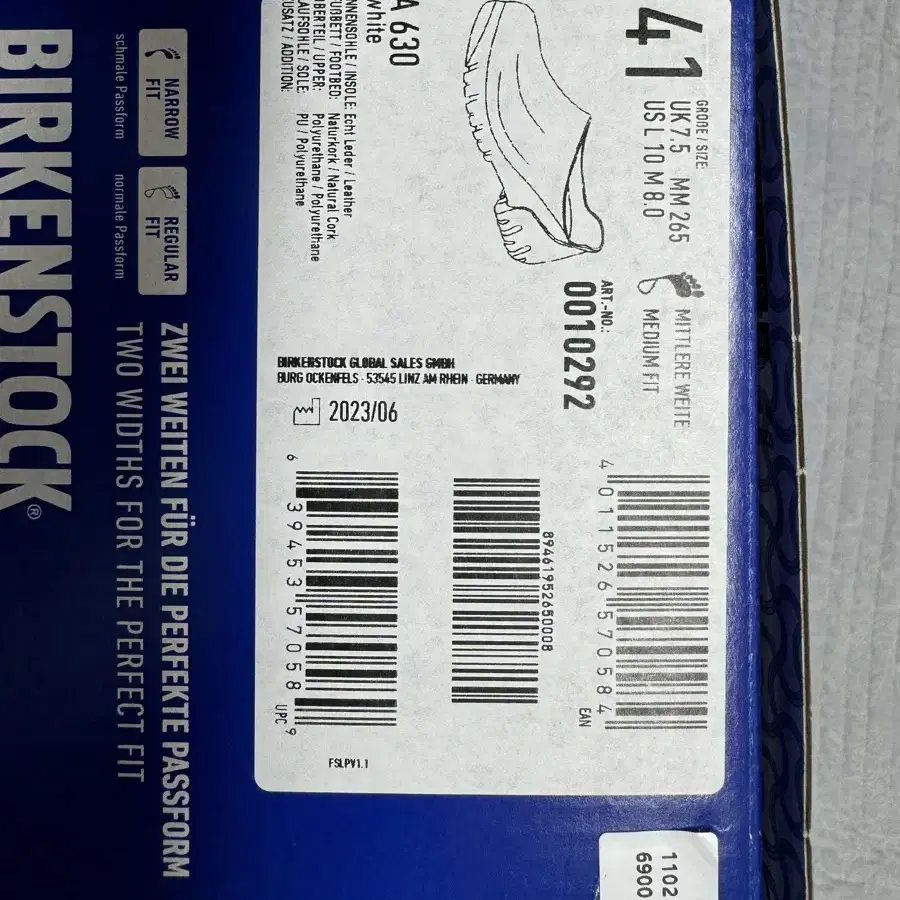 41
GRÖßE / SIZE:
UK 7.5 MM 265
US L 10 M 8.0
MITTLERE WEITE
MEDIUM FIT
ART.-NO.:
0010292
A 630
white
INNENSOHLE / INSOLE: Echt Leder / Leather
FUßBETT / FOOTBED: Naturkork / Natural Cork
OBERTEIL / UPPER: Polyurethane / Polyurethane
LAUFSOHLE / SOLE: PU / Polyurethane
ZUSATZ / ADDITION:
BIRKENSTOCK GLOBAL SALES GMBH
BURG OCKENFELS · 53545 LINZ AM RHEIN · GERMANY
2023/06
4 011526 570584
EAN
89461952650008
6 39453 57058 9
UPC
FSLPV1.1
NARROW FIT
schmale Passform
REGULAR FIT
normale Passform
ZWEI WEITEN FÜR DIE PERFEKTE PASSFORM
TWO WIDTHS FOR THE PERFECT FIT
BIRKENSTOCK®
1102
6900